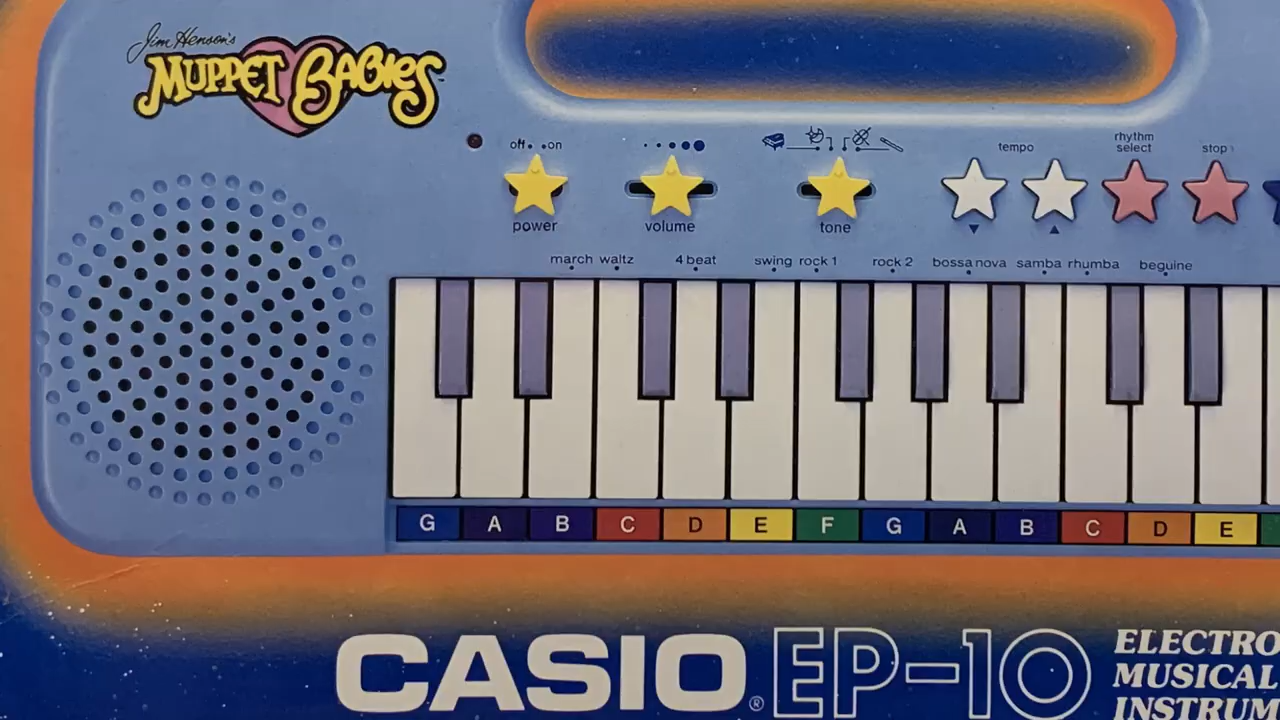 Jim Henson's
MUPPET BABIES
off on
power
volume
tone
tempo
rhythm
select
stop
march waltz 4 beat swing rock 1 rock 2 bossa nova samba rhumba beguine
G A B C D E F G A B C D E
CASIO® EP-10
ELECTRO
MUSICAL
INSTRUM